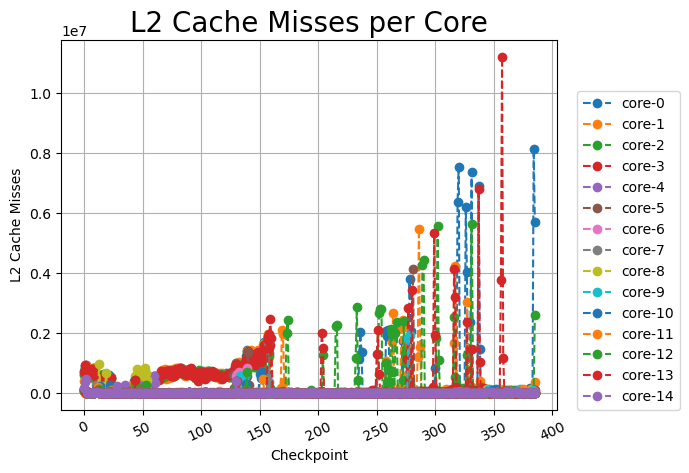 L2 Cache Misses per Core
1e7
1.0
0.8
0.6
0.4
0.2
0.0
L2 Cache Misses
0
50
100
150
200
250
300
350
400
Checkpoint
core-0
core-1
core-2
core-3
core-4
core-5
core-6
core-7
core-8
core-9
core-10
core-11
core-12
core-13
core-14